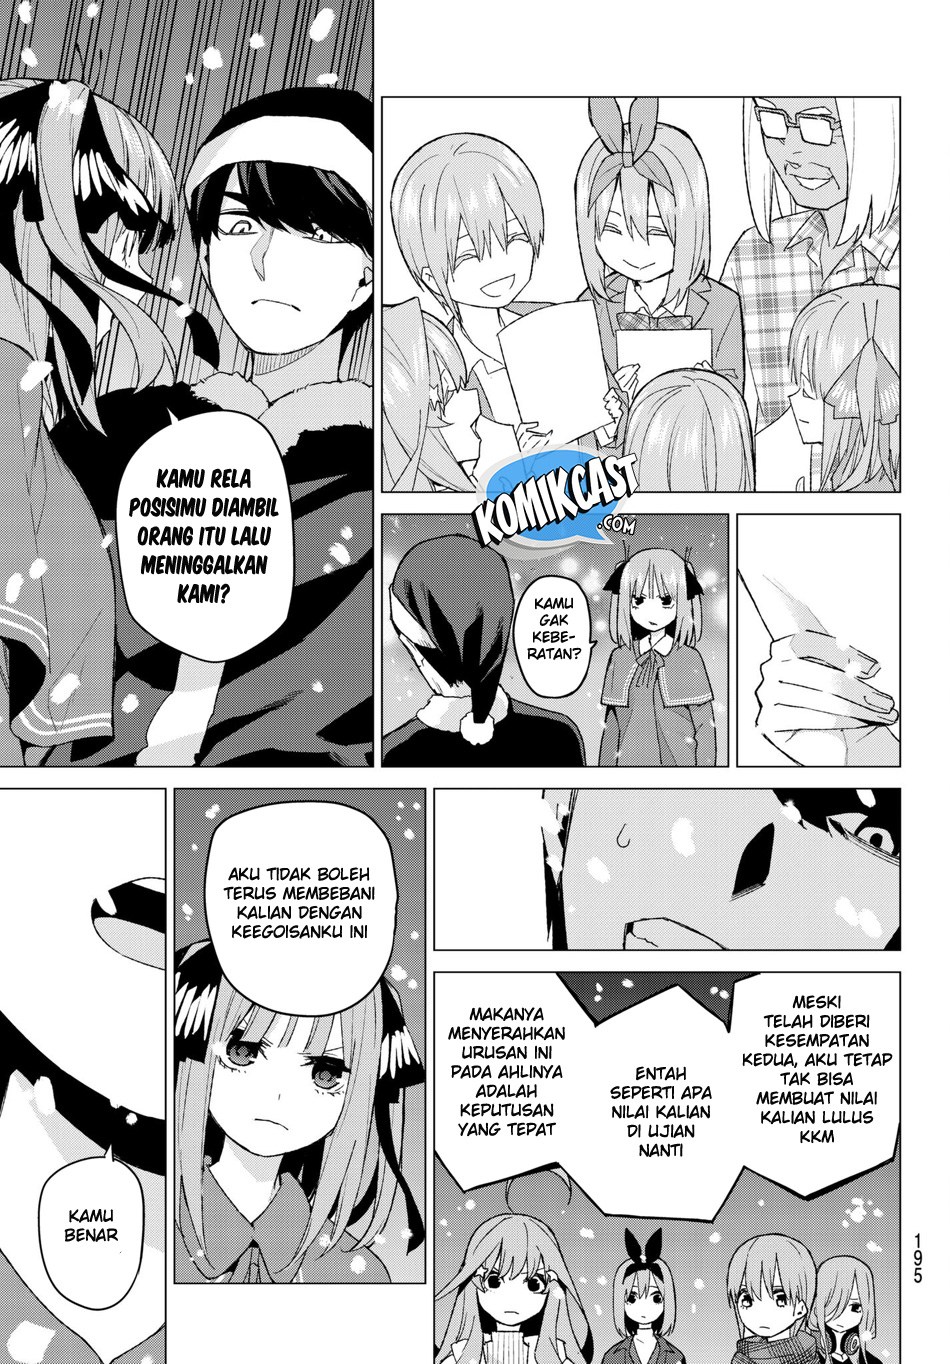 KAMU RELA
POSISIMU DIAMBIL
ORANG ITU LALU
MENINGGALKAN
KAMI?
KOMIKCAST
.COM
KAMU
GAK
KEBE-
RATAN?
MESKI
TELAH DIBERI
KESEMPATAN
KEDUA, AKU TETAP
TAK BISA
MEMBUAT NILAI
KALIAN LULUS
KKM
ENTAH
SEPERTI APA
NILAI KALIAN
DI UJIAN
NANTI
MAKANYA
MENYERAHKAN
URUSAN INI
PADA AHLINYA
ADALAH
KEPUTUSAN
YANG TEPAT
AKU TIDAK BOLEH
TERUS MEMBEBANI
KALIAN DENGAN
KEEGOISANKU INI
KAMU
BENAR
195